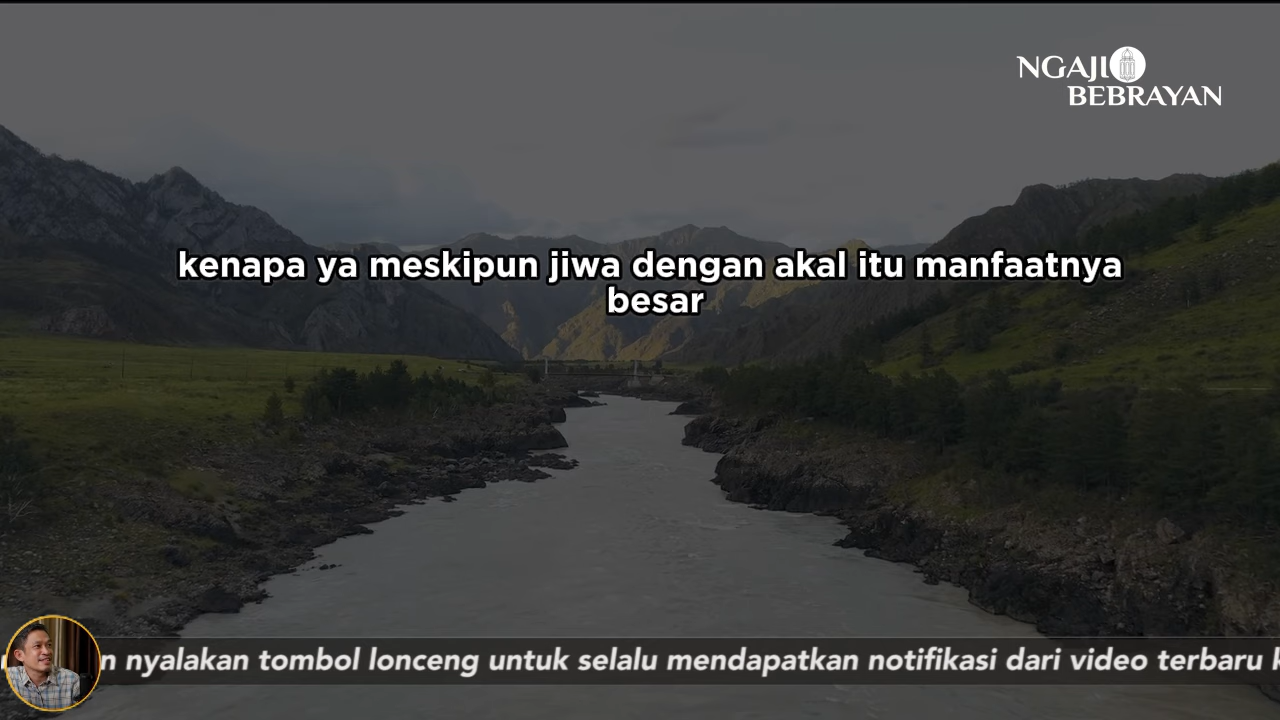 NGAJI
BEBRAYAN
kenapa ya meskipun jiwa dengan akal itu manfaatnya
besar
n nyalakan tombol lonceng untuk selalu mendapatkan notifikasi dari video terbaru k